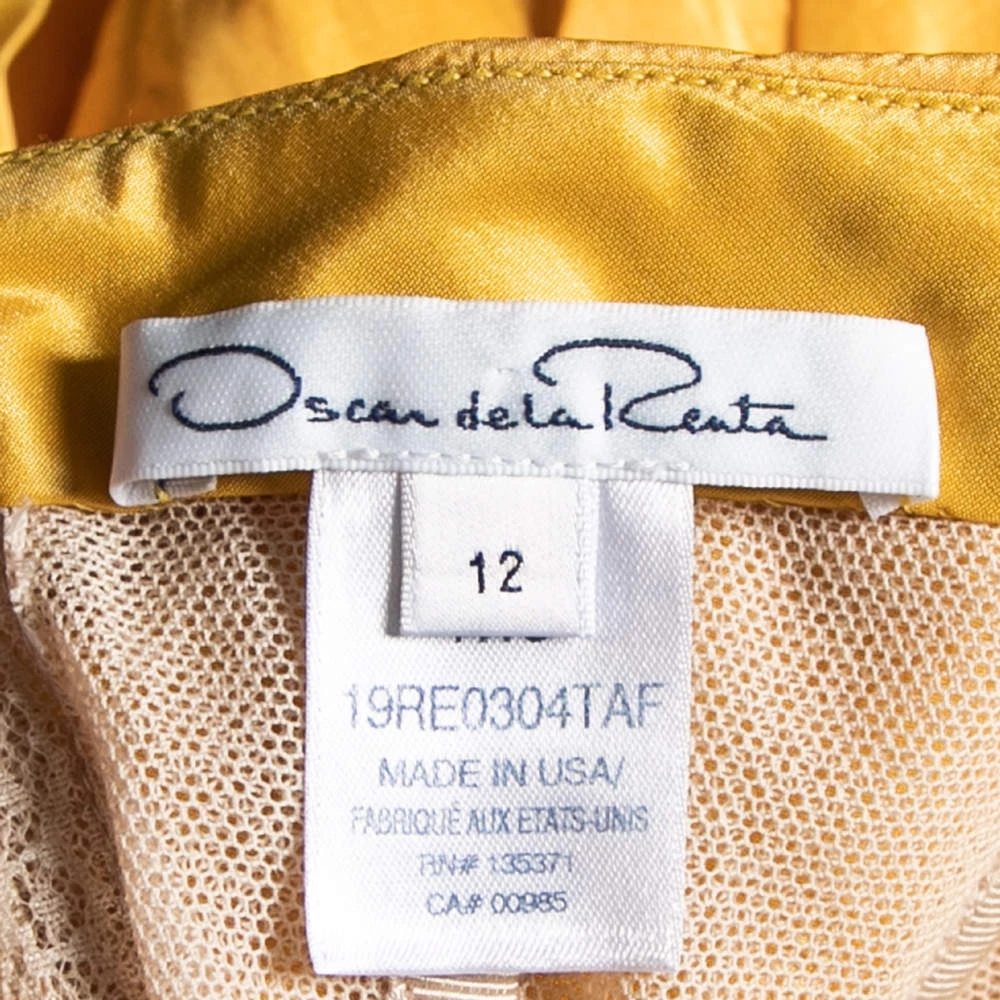 Oscar de la Renta
12
19RE0304TAF
MADE IN USA/
FABRIQUÉ AUX ETATS-UNIS
RN# 135371
CA# 00985